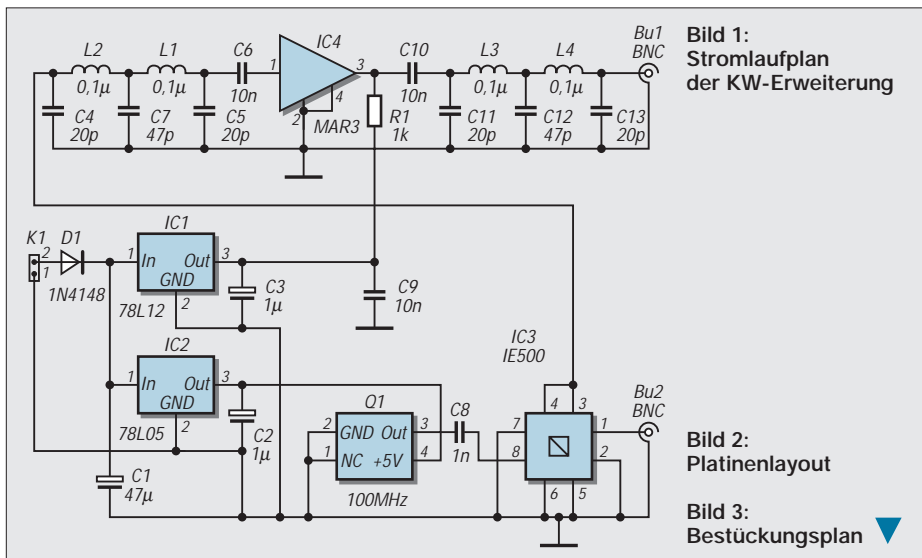 L2
L1
C6
IC4
C10
L3
L4
Bu1
BNC
Bild 1:
Stromlaufplan
der KW-Erweiterung
0,1µ
0,1µ
10n
1
3
10n
0,1µ
0,1µ
4
2
C4
20p
C7
47p
C5
20p
MAR3
R1
1k
C11
20p
C12
47p
C13
20p
K1
D1
2
1
1N4148
IC1
1
In
Out
3
GND
2
78L12
C3
1µ
C9
10n
IC2
1
In
Out
3
GND
2
78L05
C2
1µ
C1
47µ
Q1
2
GND
Out
3
1
NC
+5V
4
100MHz
C8
1n
IC3
IE500
4
3
7
1
8
2
6
5
Bu2
BNC
Bild 2:
Platinenlayout
Bild 3:
Bestückungsplan